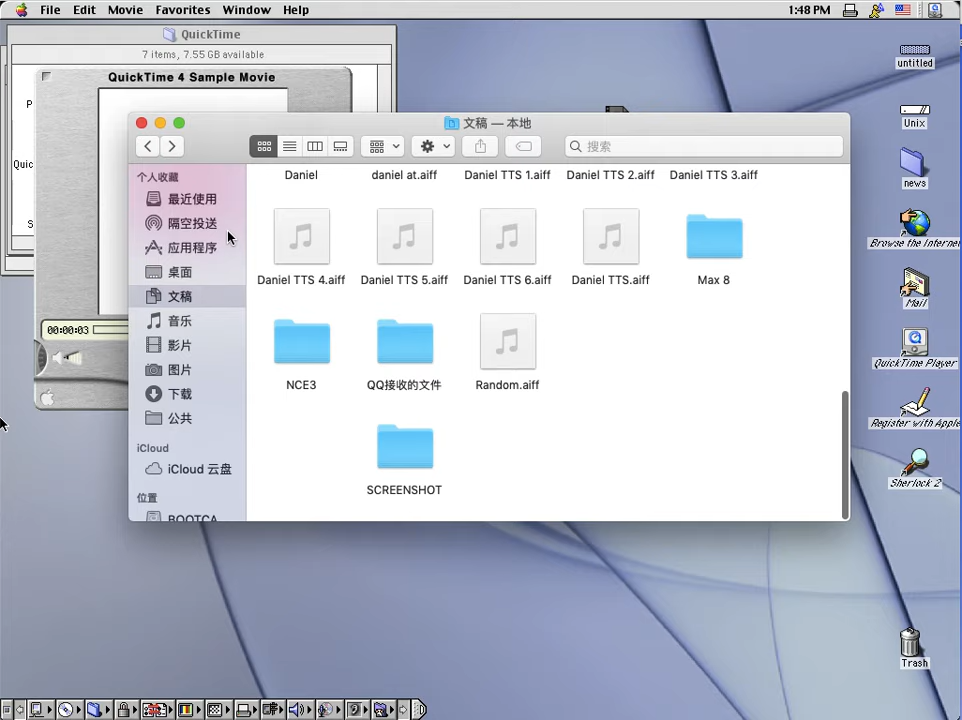 File Edit Movie Favorites Window Help 1:48 PM
QuickTime
7 items, 7.55 GB available
QuickTime 4 Sample Movie
untitled
Unix
news
Browse the Internet
Mail
QuickTime Player
Register with Apple
Sherlock 2
Trash
P
Quic
S
00:00:03
文稿 — 本地
搜索
个人收藏
最近使用
隔空投送
应用程序
桌面
文稿
音乐
影片
图片
下载
公共
iCloud
iCloud 云盘
位置
BOOTCA
Daniel
daniel at.aiff
Daniel TTS 1.aiff
Daniel TTS 2.aiff
Daniel TTS 3.aiff
Daniel TTS 4.aiff
Daniel TTS 5.aiff
Daniel TTS 6.aiff
Daniel TTS.aiff
Max 8
NCE3
QQ接收的文件
Random.aiff
SCREENSHOT